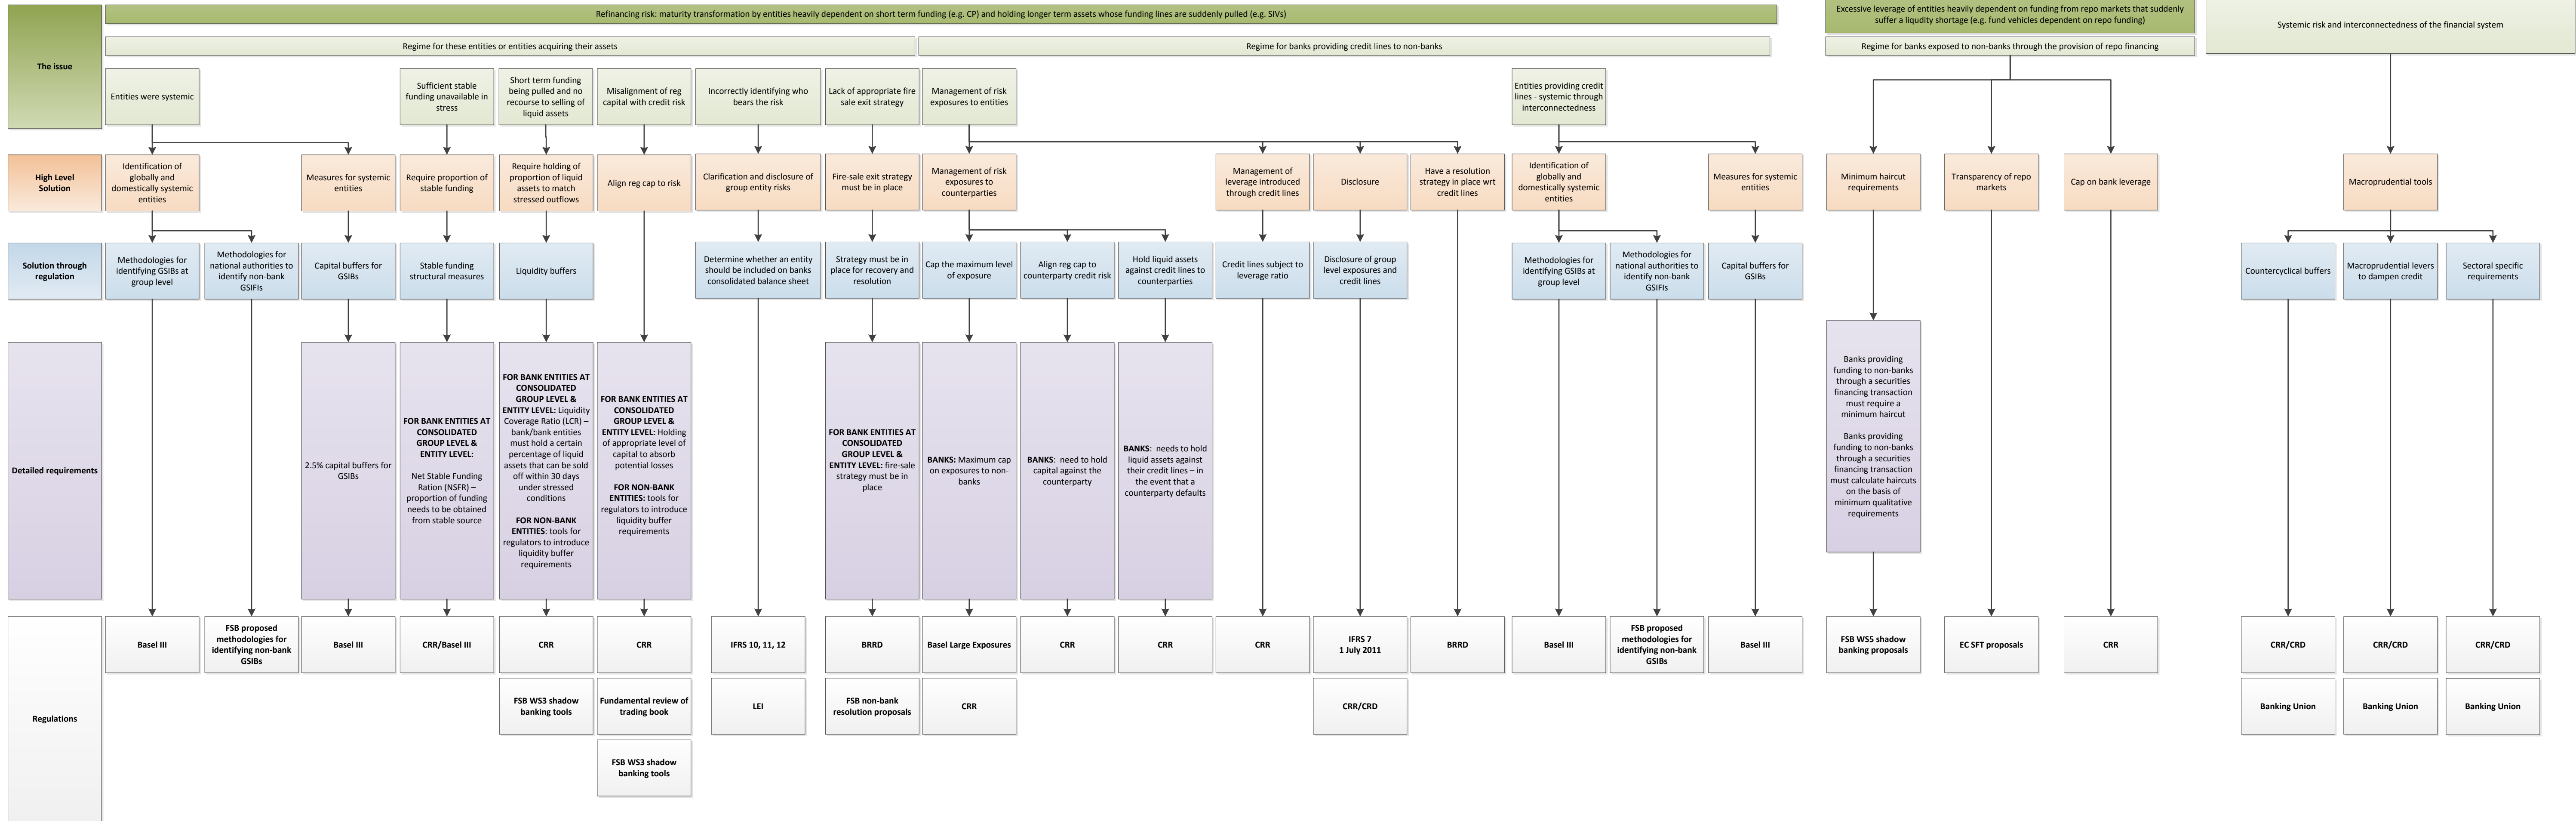 Refinancing risk: maturity transformation by entities heavily dependent on short term funding (e.g. CP) and holding longer term assets whose funding lines are suddenly pulled (e.g. SIVs)
Excessive leverage of entities heavily dependent on funding from repo markets that suddenly
suffer a liquidity shortage (e.g. fund vehicles dependent on repo funding)
Systemic risk and interconnectedness of the financial system
Regime for these entities or entities acquiring their assets
Regime for banks providing credit lines to non-banks
Regime for banks exposed to non-banks through the provision of repo financing
The issue
Entities were systemic
Sufficient stable
funding unavailable in
stress
Short term funding
being pulled and no
recourse to selling of
liquid assets
Misalignment of reg
capital with credit risk
Incorrectly identifying who
bears the risk
Lack of appropriate fire
sale exit strategy
Management of risk
exposures to entities
Entities providing credit
lines - systemic through
interconnectedness
High Level
Solution
Identification of
globally and
domestically systemic
entities
Measures for systemic
entities
Require proportion of
stable funding
Require holding of
proportion of liquid
assets to match
stressed outflows
Align reg cap to risk
Clarification and disclosure of
group entity risks
Fire-sale exit strategy
must be in place
Management of risk
exposures to
counterparties
Management of
leverage introduced
through credit lines
Disclosure
Have a resolution
strategy in place wrt
credit lines
Identification of
globally and
domestically systemic
entities
Measures for systemic
entities
Minimum haircut
requirements
Transparency of repo
markets
Cap on bank leverage
Macroprudential tools
Solution through
regulation
Methodologies for
identifying GSIBs at
group level
Methodologies for
national authorities to
identify non-bank
GSIFIs
Capital buffers for
GSIBs
Stable funding
structural measures
Liquidity buffers
Determine whether an entity
should be included on banks
consolidated balance sheet
Strategy must be in
place for recovery and
resolution
Cap the maximum level
of exposure
Align reg cap to
counterparty credit risk
Hold liquid assets
against credit lines to
counterparties
Credit lines subject to
leverage ratio
Disclosure of group
level exposures and
credit lines
Methodologies for
identifying GSIBs at
group level
Methodologies for
national authorities to
identify non-bank
GSIFIs
Capital buffers for
GSIBs
Countercyclical buffers
Macroprudential levers
to dampen credit
Sectoral specific
requirements
Detailed requirements
2.5% capital buffers for
GSIBs
FOR BANK ENTITIES AT
CONSOLIDATED
GROUP LEVEL &
ENTITY LEVEL:
Net Stable Funding
Ration (NSFR) –
proportion of funding
needs to be obtained
from stable source
FOR BANK ENTITIES AT
CONSOLIDATED
GROUP LEVEL &
ENTITY LEVEL: Liquidity
Coverage Ratio (LCR) –
bank/bank entities
must hold a certain
percentage of liquid
assets that can be sold
off within 30 days
under stressed
conditions
FOR NON-BANK
ENTITIES: tools for
regulators to introduce
liquidity buffer
requirements
FOR BANK ENTITIES AT
CONSOLIDATED
GROUP LEVEL &
ENTITY LEVEL: Holding
of appropriate level of
capital to absorb
potential losses
FOR NON-BANK
ENTITIES: tools for
regulators to introduce
liquidity buffer
requirements
FOR BANK ENTITIES AT
CONSOLIDATED
GROUP LEVEL &
ENTITY LEVEL: fire-sale
strategy must be in
place
BANKS: Maximum cap
on exposures to non-
banks
BANKS: need to hold
capital against the
counterparty
BANKS: needs to hold
liquid assets against
their credit lines – in
the event that a
counterparty defaults
Banks providing
funding to non-banks
through a securities
financing transaction
must require a
minimum haircut
Banks providing
funding to non-banks
through a securities
financing transaction
must calculate haircuts
on the basis of
minimum qualitative
requirements
Regulations
Basel III
FSB proposed
methodologies for
identifying non-bank
GSIBs
Basel III
CRR/Basel III
CRR
CRR
IFRS 10, 11, 12
BRRD
Basel Large Exposures
CRR
CRR
CRR
IFRS 7
1 July 2011
BRRD
Basel III
FSB proposed
methodologies for
identifying non-bank
GSIBs
Basel III
FSB WS5 shadow
banking proposals
EC SFT proposals
CRR
CRR/CRD
CRR/CRD
CRR/CRD
FSB WS3 shadow
banking tools
Fundamental review of
trading book
LEI
FSB non-bank
resolution proposals
CRR
CRR/CRD
Banking Union
Banking Union
Banking Union
FSB WS3 shadow
banking tools